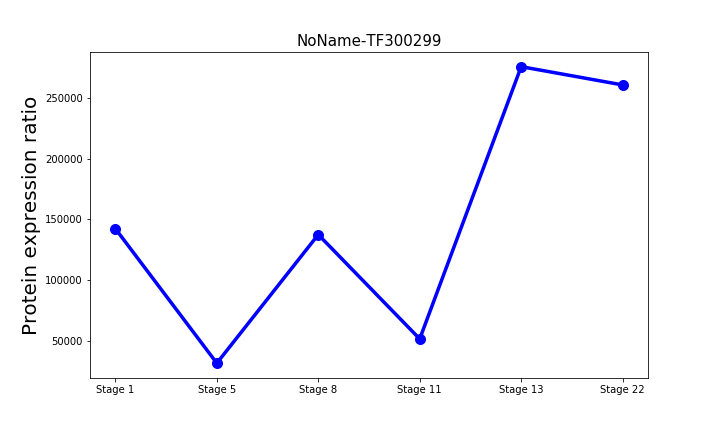 NoName-TF300299
Protein expression ratio
250000
200000
150000
100000
50000
Stage 1
Stage 5
Stage 8
Stage 11
Stage 13
Stage 22